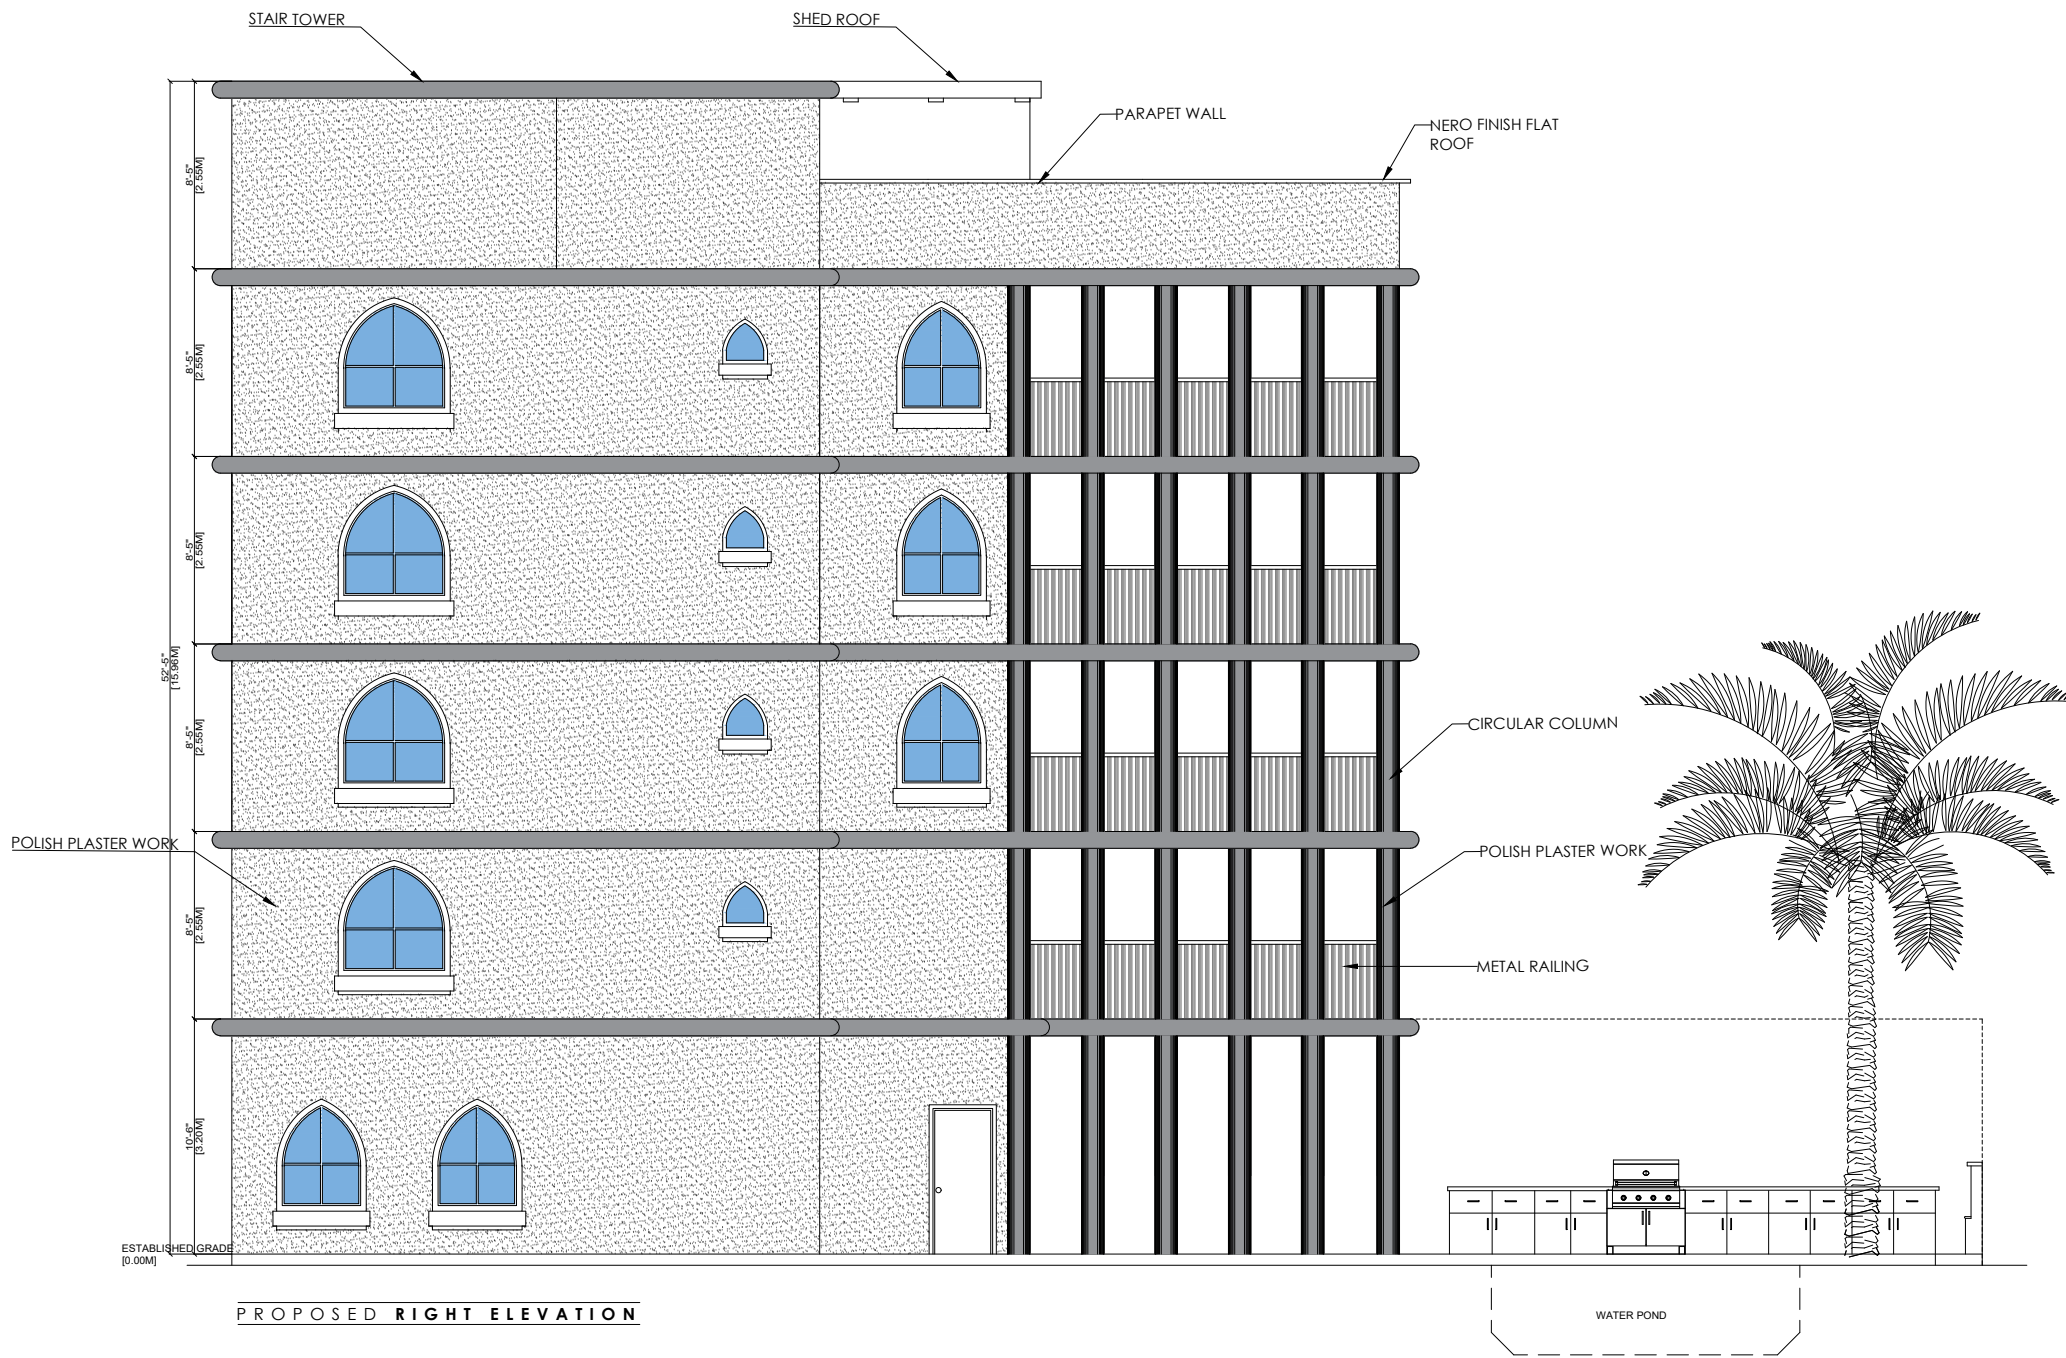 STAIR TOWER
SHED ROOF
PARAPET WALL
NERO FINISH FLAT
ROOF
8'-5"
[2.55M]
8'-5"
[2.55M]
8'-5"
[2.55M]
52'-5"
[15.96M]
8'-5"
[2.55M]
CIRCULAR COLUMN
POLISH PLASTER WORK
POLISH PLASTER WORK
8'-5"
[2.55M]
METAL RAILING
10'-6"
[3.20M]
ESTABLISHED GRADE
[0.00M]
PROPOSED RIGHT ELEVATION
WATER POND